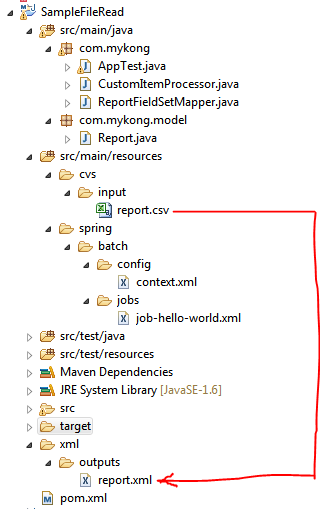 SampleFileRead
src/main/java
com.mykong
AppTest.java
CustomItemProcessor.java
ReportFieldSetMapper.java
com.mykong.model
Report.java
src/main/resources
cvs
input
report.csv
spring
batch
config
context.xml
jobs
job-hello-world.xml
src/test/java
src/test/resources
Maven Dependencies
JRE System Library [JavaSE-1.6]
src
target
xml
outputs
report.xml
pom.xml